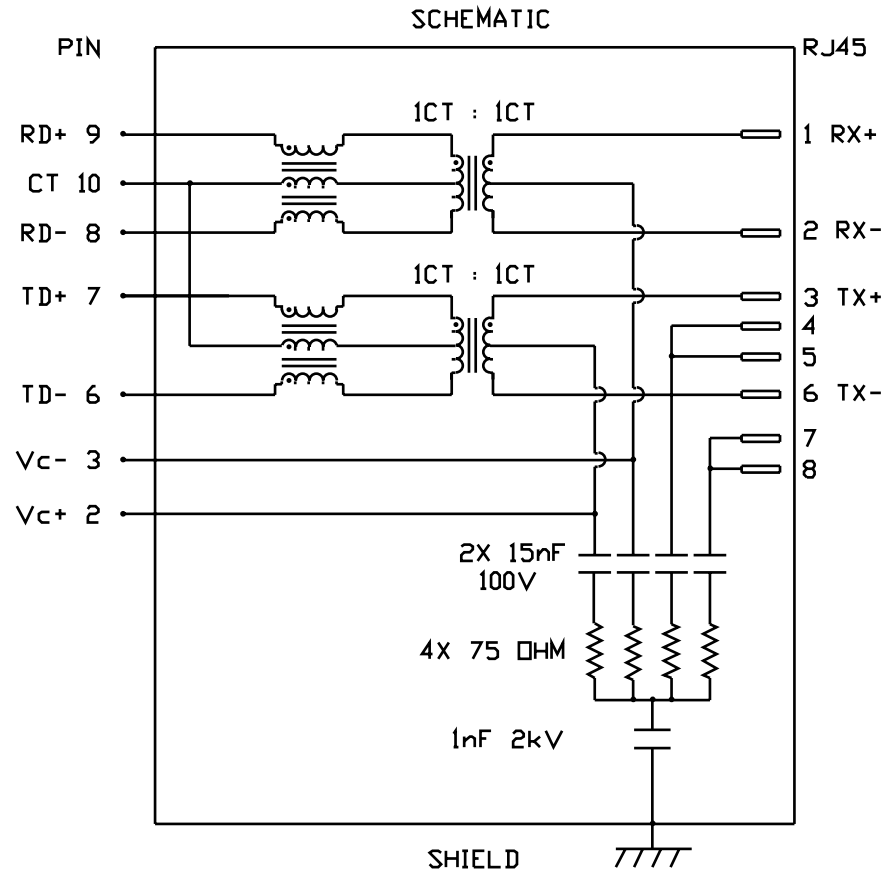 SCHEMATIC
PIN
RJ45
1CT : 1CT
RD+ 9
1 RX+
CT 10
RD- 8
2 RX-
1CT : 1CT
TD+ 7
3 TX+
4
5
TD- 6
6 TX-
7
Vc- 3
8
Vc+ 2
2X 15nF
100V
4X 75 OHM
1nF 2kV
SHIELD